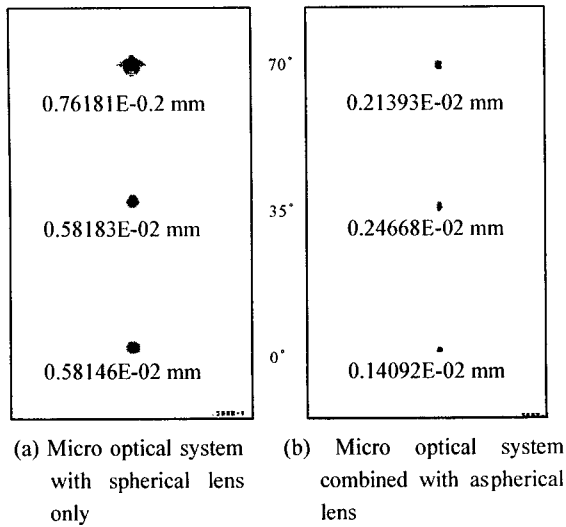 70°
0.76181E-0.2 mm
0.21393E-02 mm
35°
0.58183E-02 mm
0.24668E-02 mm
0°
0.58146E-02 mm
0.14092E-02 mm
(a) Micro optical system
with spherical lens
only
(b) Micro optical system
combined with aspherical
lens